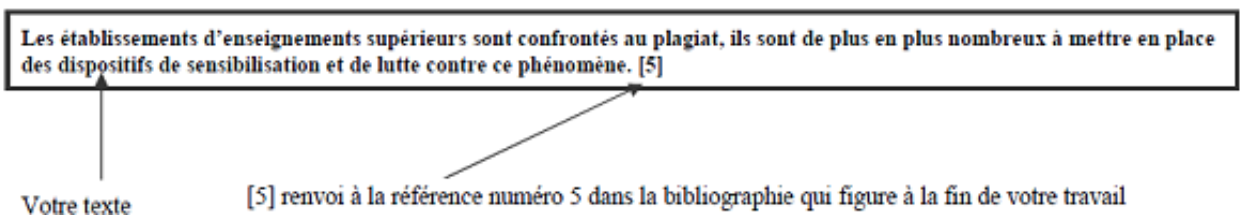 Les établissements d'enseignements supérieurs sont confrontés au plagiat, ils sont de plus en plus nombreux à mettre en place
des dispositifs de sensibilisation et de lutte contre ce phénomène. [5]
[5] renvoi à la référence numéro 5 dans la bibliographie qui figure à la fin de votre travail
Votre texte